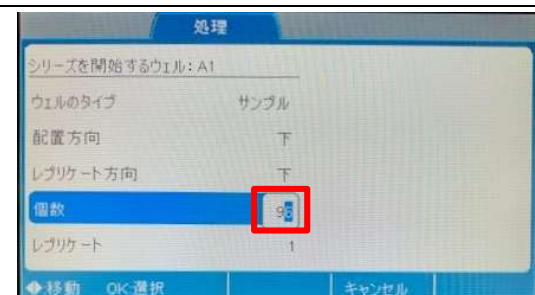 処理
シリーズを開始するウェル：A1
ウェルのタイプ サンプル
配置方向 下
レプリケート方向 下
個数 96
レプリケート 1
◆移動 OK:選択 キャンセル